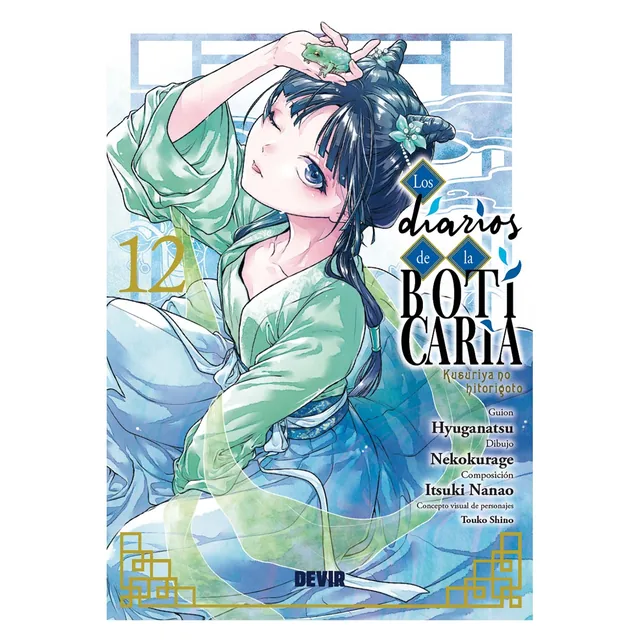 12
Los
diarios
de la
BOTI
CARIA
Kusuriya no
hitorigoto
Guion
Hyuganatsu
Dibujo
Nekokurage
Composición
Itsuki Nanao
Concepto visual de personajes
Touko Shino
DEVIR